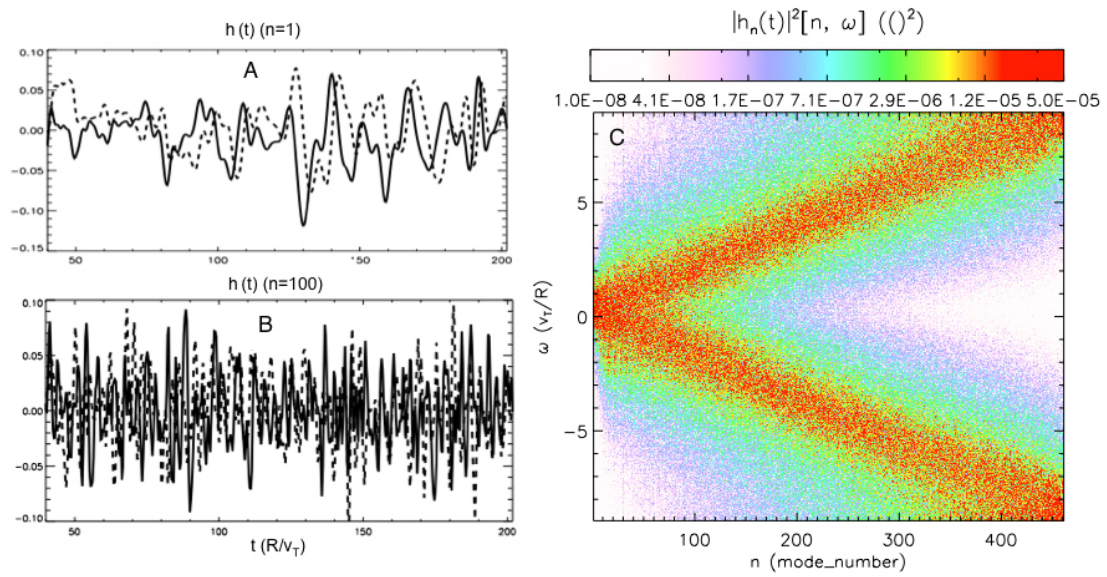 h (t) (n=1)
A
0.10
0.05
0.00
-0.05
-0.10
-0.15
50
100
150
200
h (t) (n=100)
B
0.10
0.05
0.00
-0.05
-0.10
50
100
150
200
t (R/v_T)
|h_n(t)|²[n, ω] (()²)
1.0E-08 4.1E-08 1.7E-07 7.1E-07 2.9E-06 1.2E-05 5.0E-05
C
5
0
-5
ω (v_T/R)
100 200 300 400
n (mode_number)